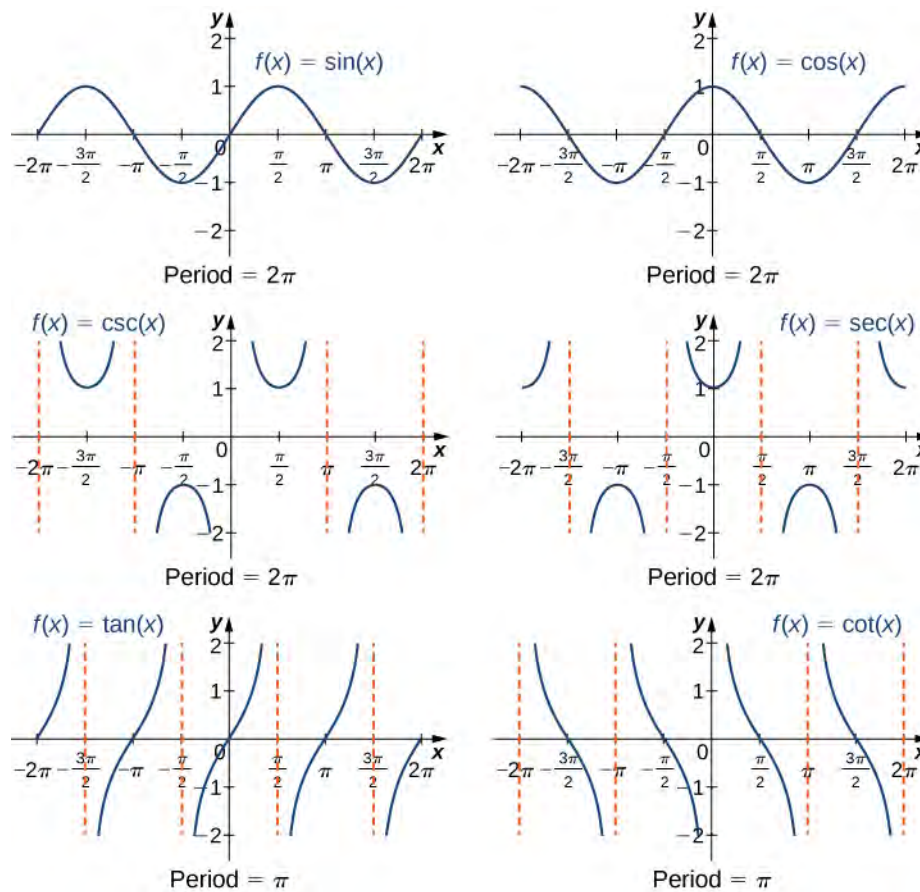 y
y
2
2
f(x) = sin(x)
f(x) = cos(x)
1
1
0
x
0
x
−2π −3π/2 −π −π/2 π/2 π 3π/2 2π
−2π −3π/2 −π −π/2 π/2 π 3π/2 2π
−1
−1
−2
−2
Period = 2π
Period = 2π
f(x) = csc(x)
y
y
f(x) = sec(x)
2
2
1
1
0
x
0
x
−2π −3π/2 −π −π/2 π/2 π 3π/2 2π
−2π −3π/2 −π −π/2 π/2 π 3π/2 2π
−1
−1
−2
−2
Period = 2π
Period = 2π
f(x) = tan(x)
y
y
f(x) = cot(x)
2
2
1
1
0
x
0
x
−2π −3π/2 −π −π/2 π/2 π 3π/2 2π
−2π −3π/2 −π −π/2 π/2 π 3π/2 2π
−1
−1
−2
−2
Period = π
Period = π